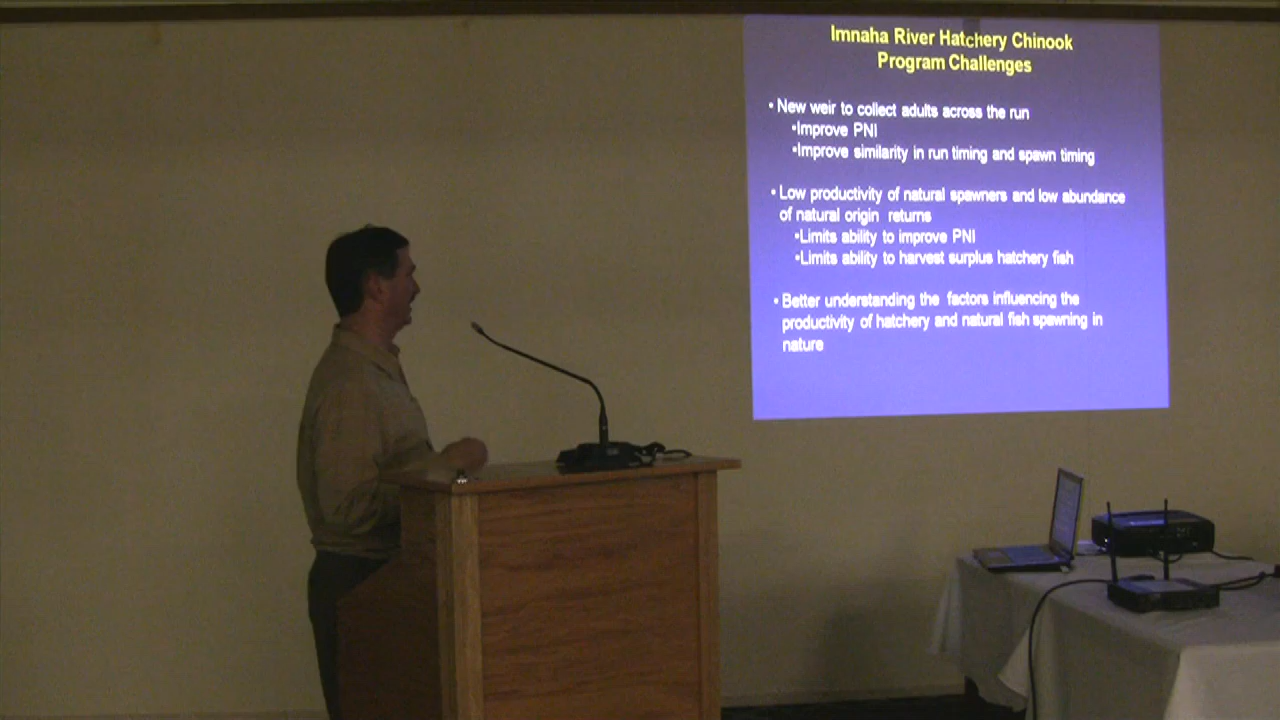 Imnaha River Hatchery Chinook
Program Challenges
• New weir to collect adults across the run
•Improve PNI
•Improve similarity in run timing and spawn timing
• Low productivity of natural spawners and low abundance
of natural origin returns
•Limits ability to improve PNI
•Limits ability to harvest surplus hatchery fish
• Better understanding the factors influencing the
productivity of hatchery and natural fish spawning in
nature